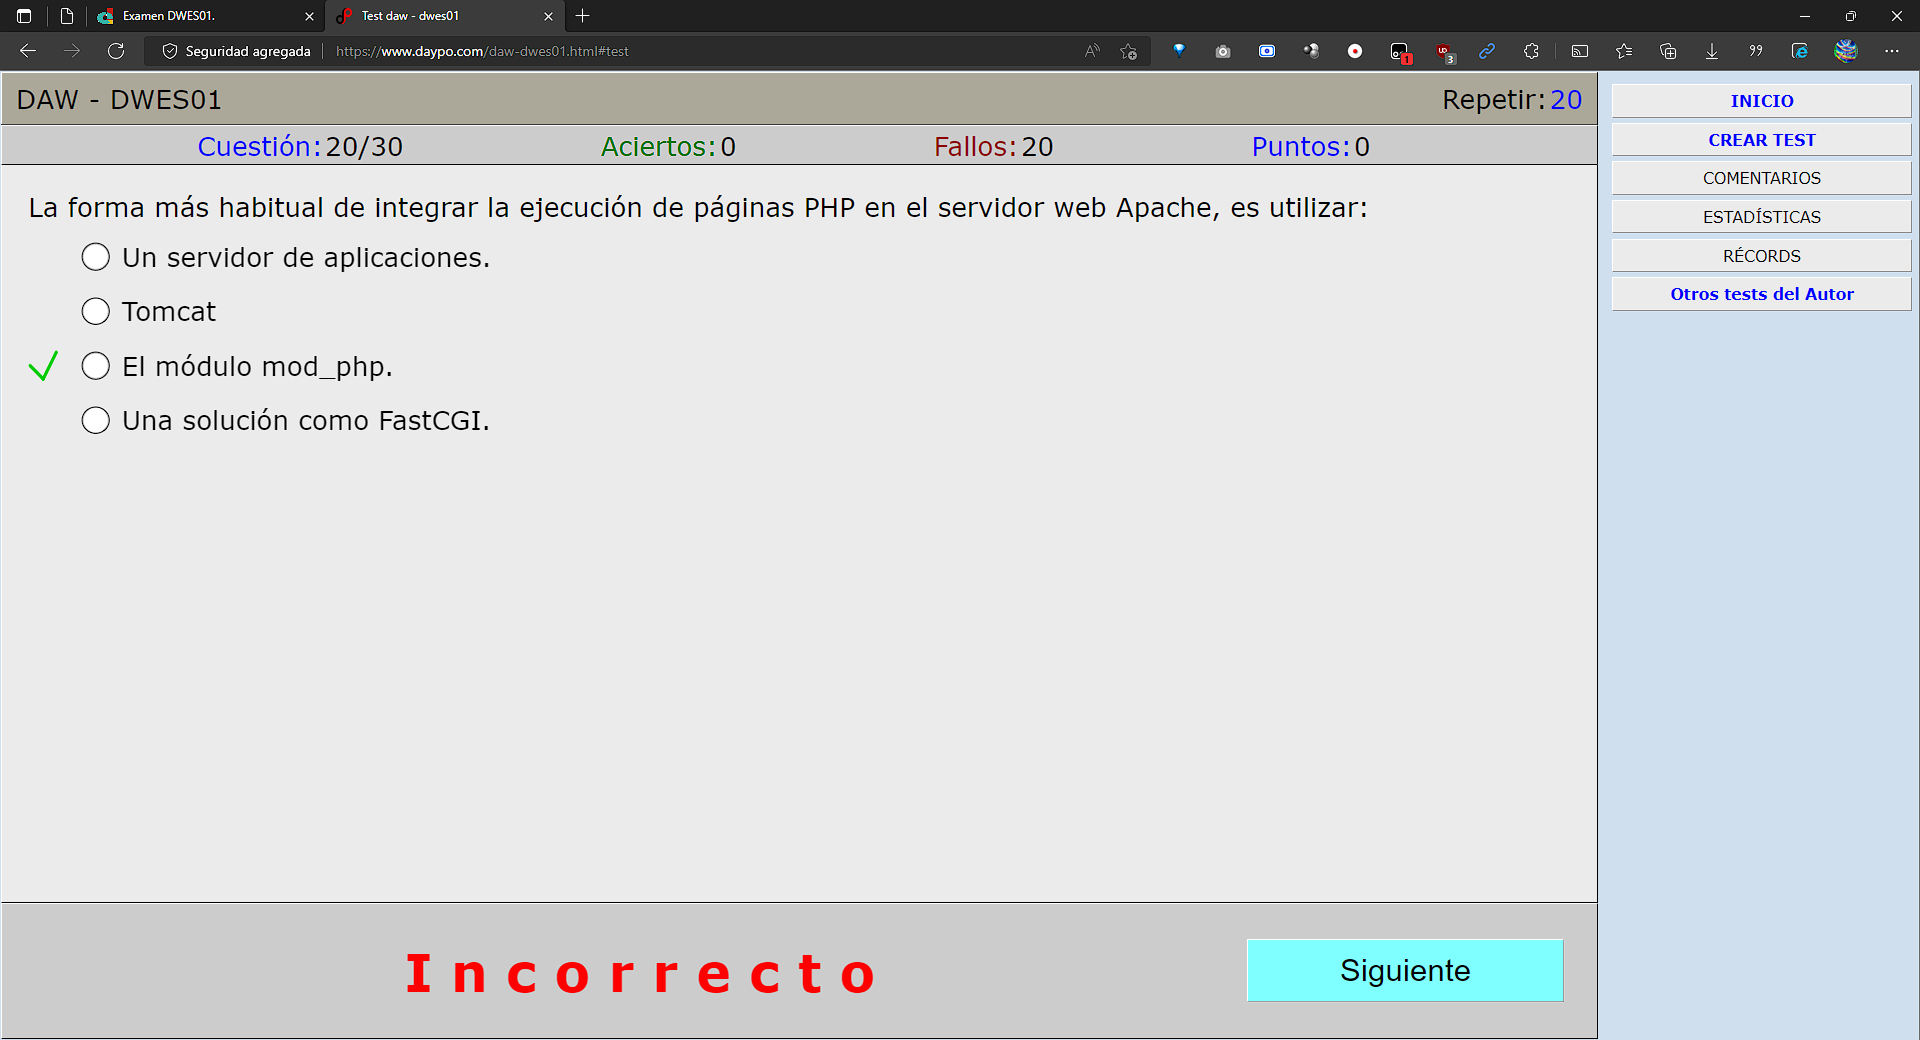 Examen DWES01.
Test daw - dwes01
Seguridad agregada
https://www.daypo.com/daw-dwes01.html#test
1
3
DAW - DWES01
Repetir: 20
Cuestión: 20/30
Aciertos: 0
Fallos: 20
Puntos: 0
La forma más habitual de integrar la ejecución de páginas PHP en el servidor web Apache, es utilizar:
Un servidor de aplicaciones.
Tomcat
El módulo mod_php.
Una solución como FastCGI.
Incorrecto
Siguiente
INICIO
CREAR TEST
COMENTARIOS
ESTADÍSTICAS
RÉCORDS
Otros tests del Autor